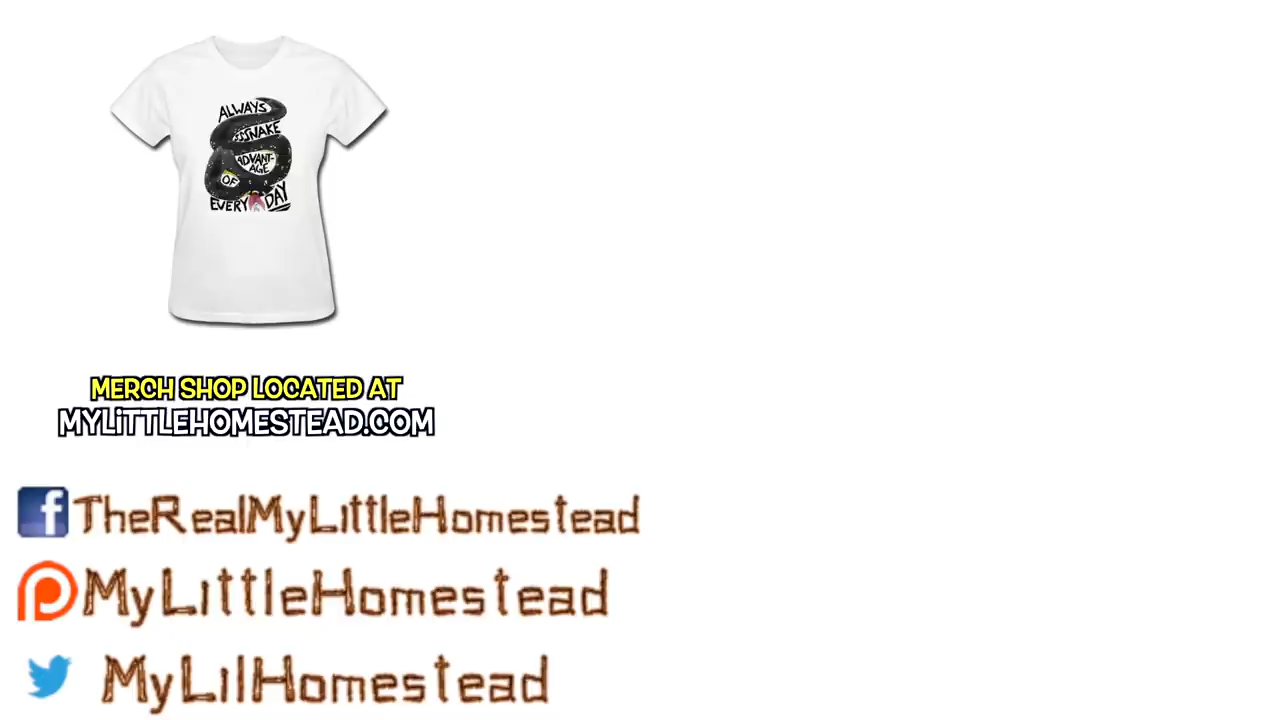 ALWAYS
SSSNAKE
ADVANT-
AGE
OF
EVERY DAY
MERCH SHOP LOCATED AT
MYLiTTLEHOMESTEAD.COM
TheRealMyLittleHomestead
MyLittleHomestead
MyLilHomestead